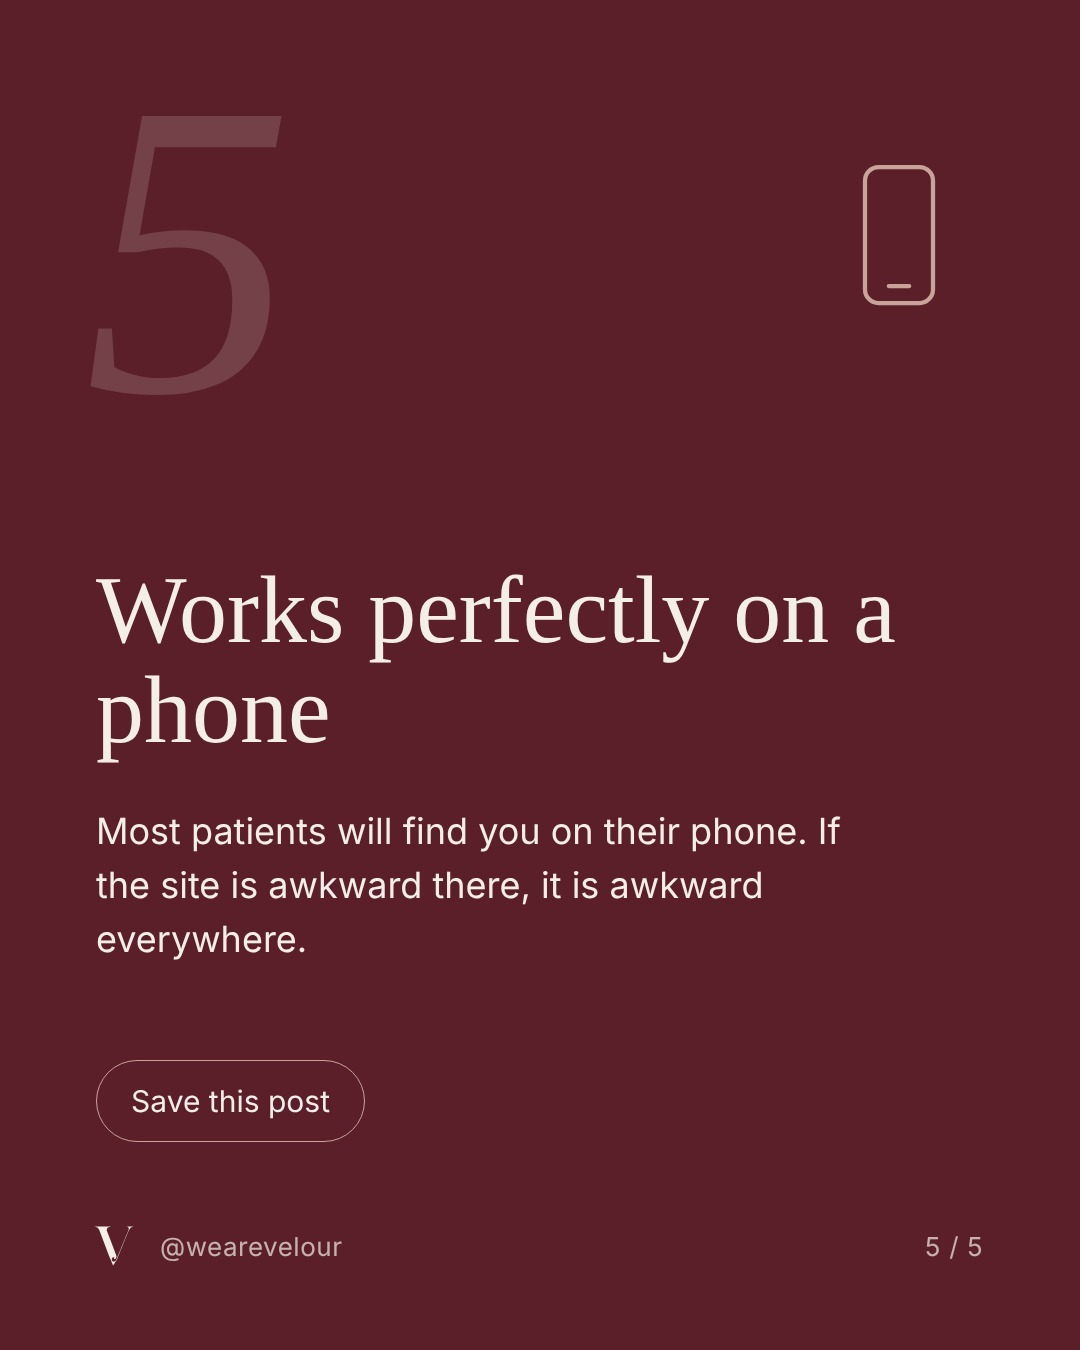 5
Works perfectly on a
phone
Most patients will find you on their phone. If
the site is awkward there, it is awkward
everywhere.
Save this post
V @wearevelour
5 / 5